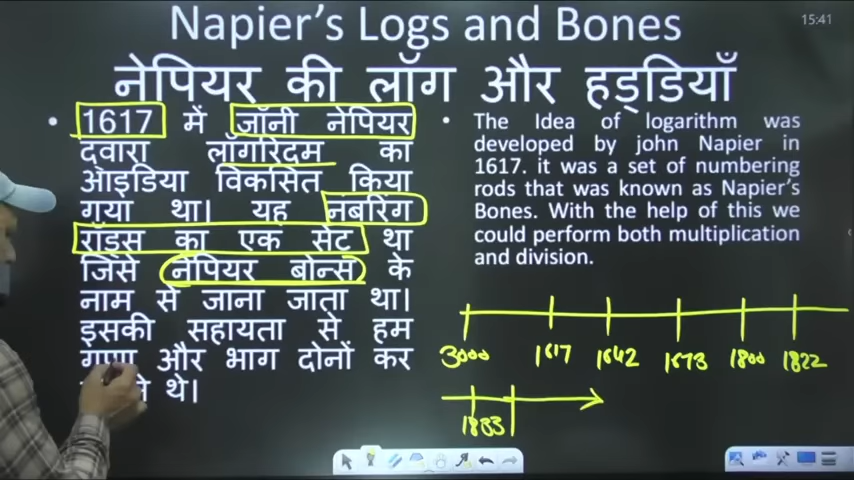 15:41
Napier's Logs and Bones
नेपियर की लॉग और हड्डियाँ
• 1617 में जॉनी नेपियर
द्वारा लॉगरिदम का
आइडिया विकसित किया
गया था। यह नंबरिंग
रॉड्स का एक सेट था
जिसे नेपियर बोन्स के
नाम से जाना जाता था।
इसकी सहायता से हम
गुणा और भाग दोनों कर
थे।
• The Idea of logarithm was
developed by john Napier in
1617. it was a set of numbering
rods that was known as Napier's
Bones. With the help of this we
could perform both multiplication
and division.
3000 1617 1642 1673 1800 1822
1833